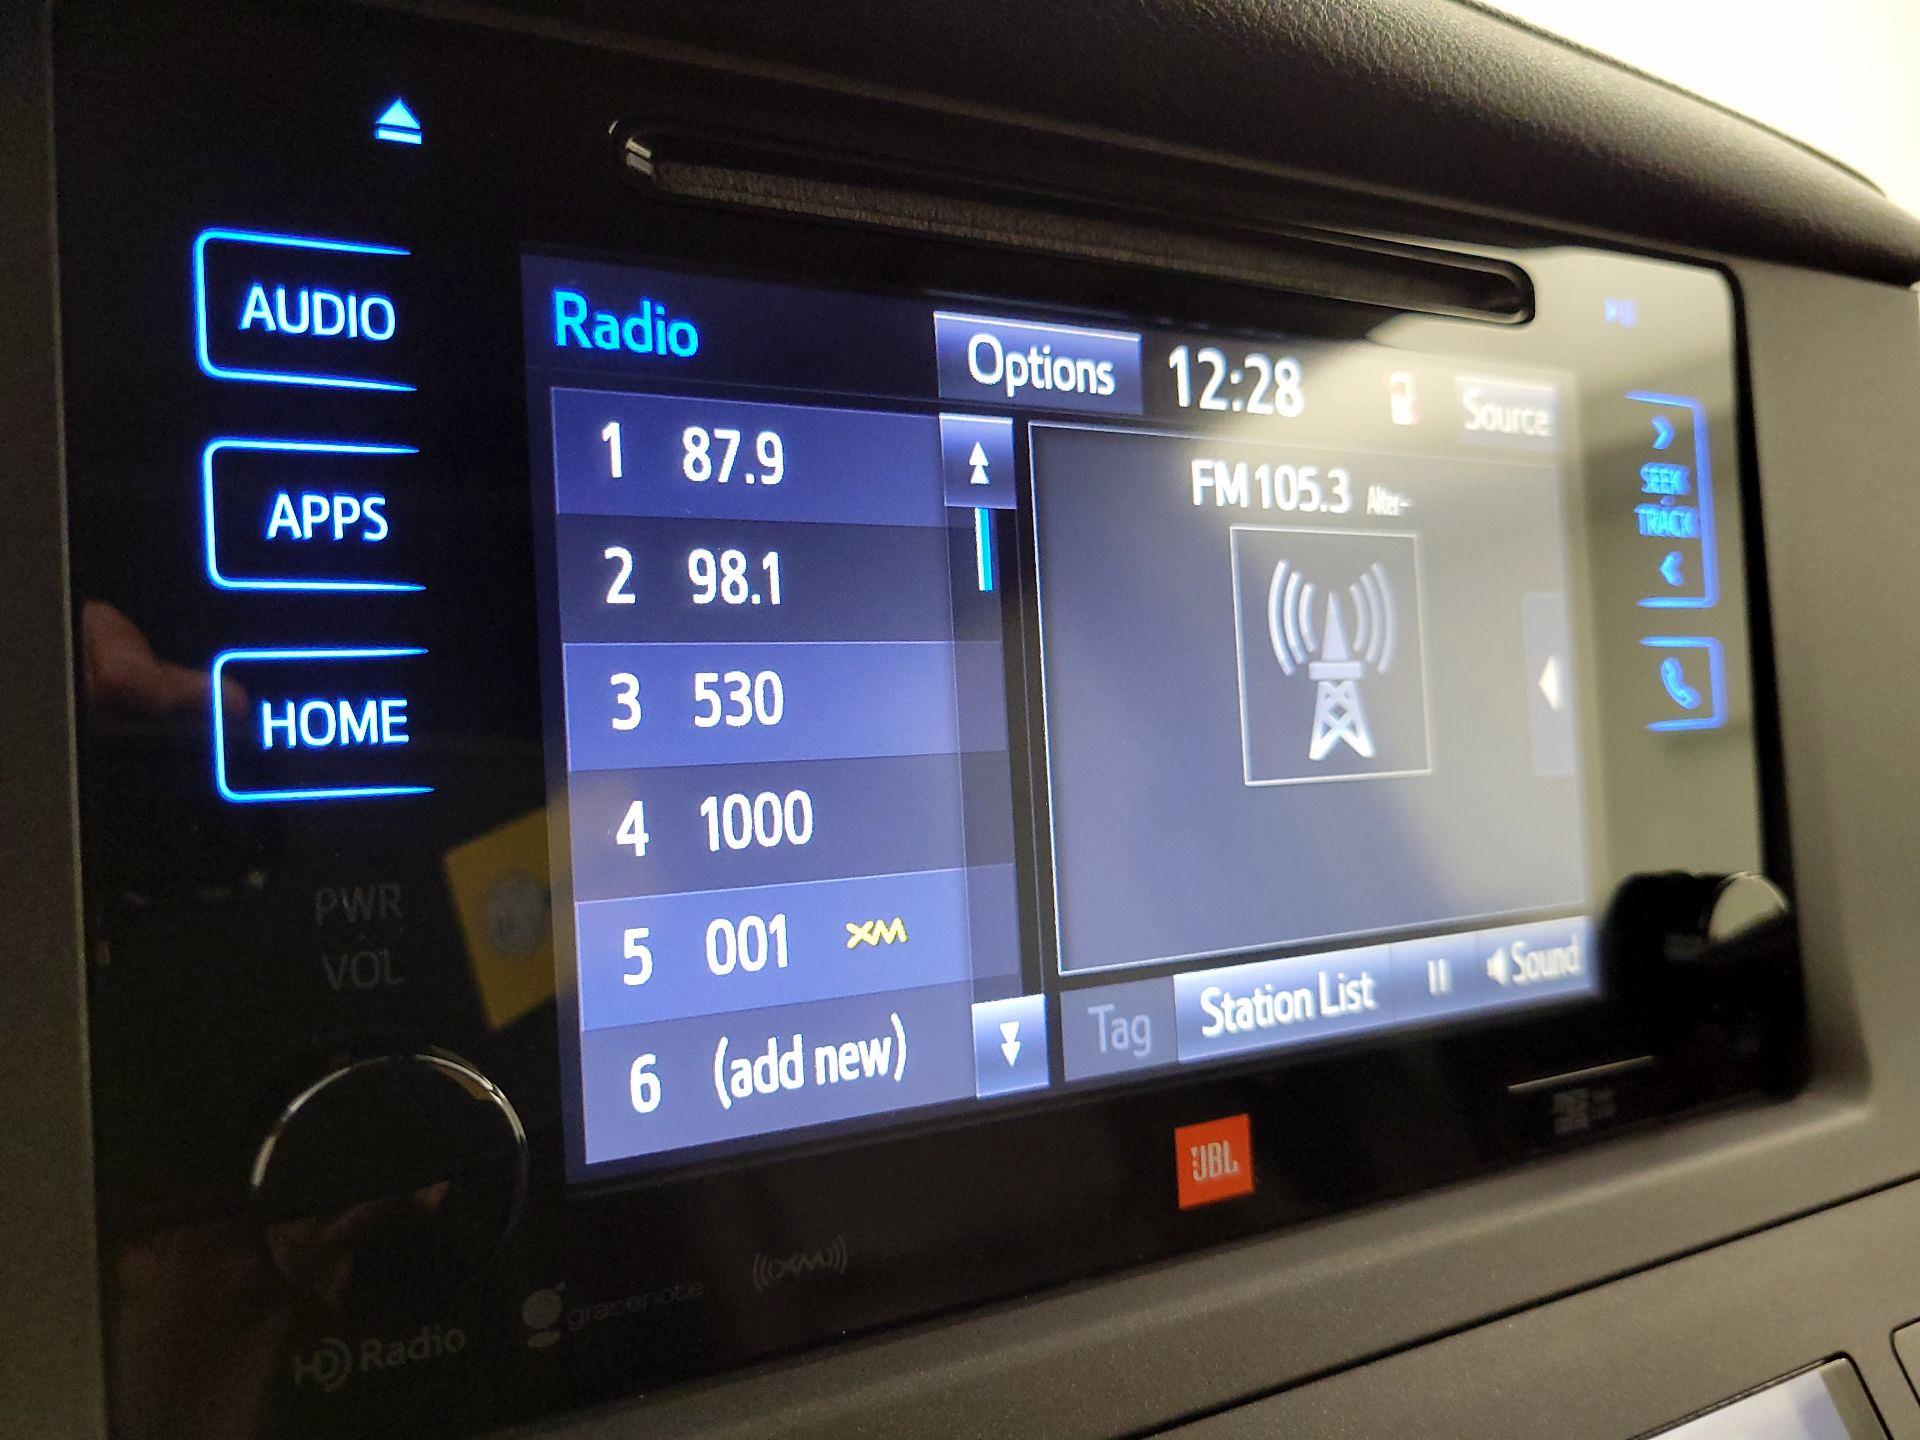 AUDIO
APPS
HOME
PWR
VOL
Radio
Options
12:28
Source
1 87.9
2 98.1
3 530
4 1000
5 001 XM
6 (add new)
FM 105.3 Alter-
Tag
Station List
Sound
SEEK
TRACK
JBL
HD Radio
gracenote
((XM))